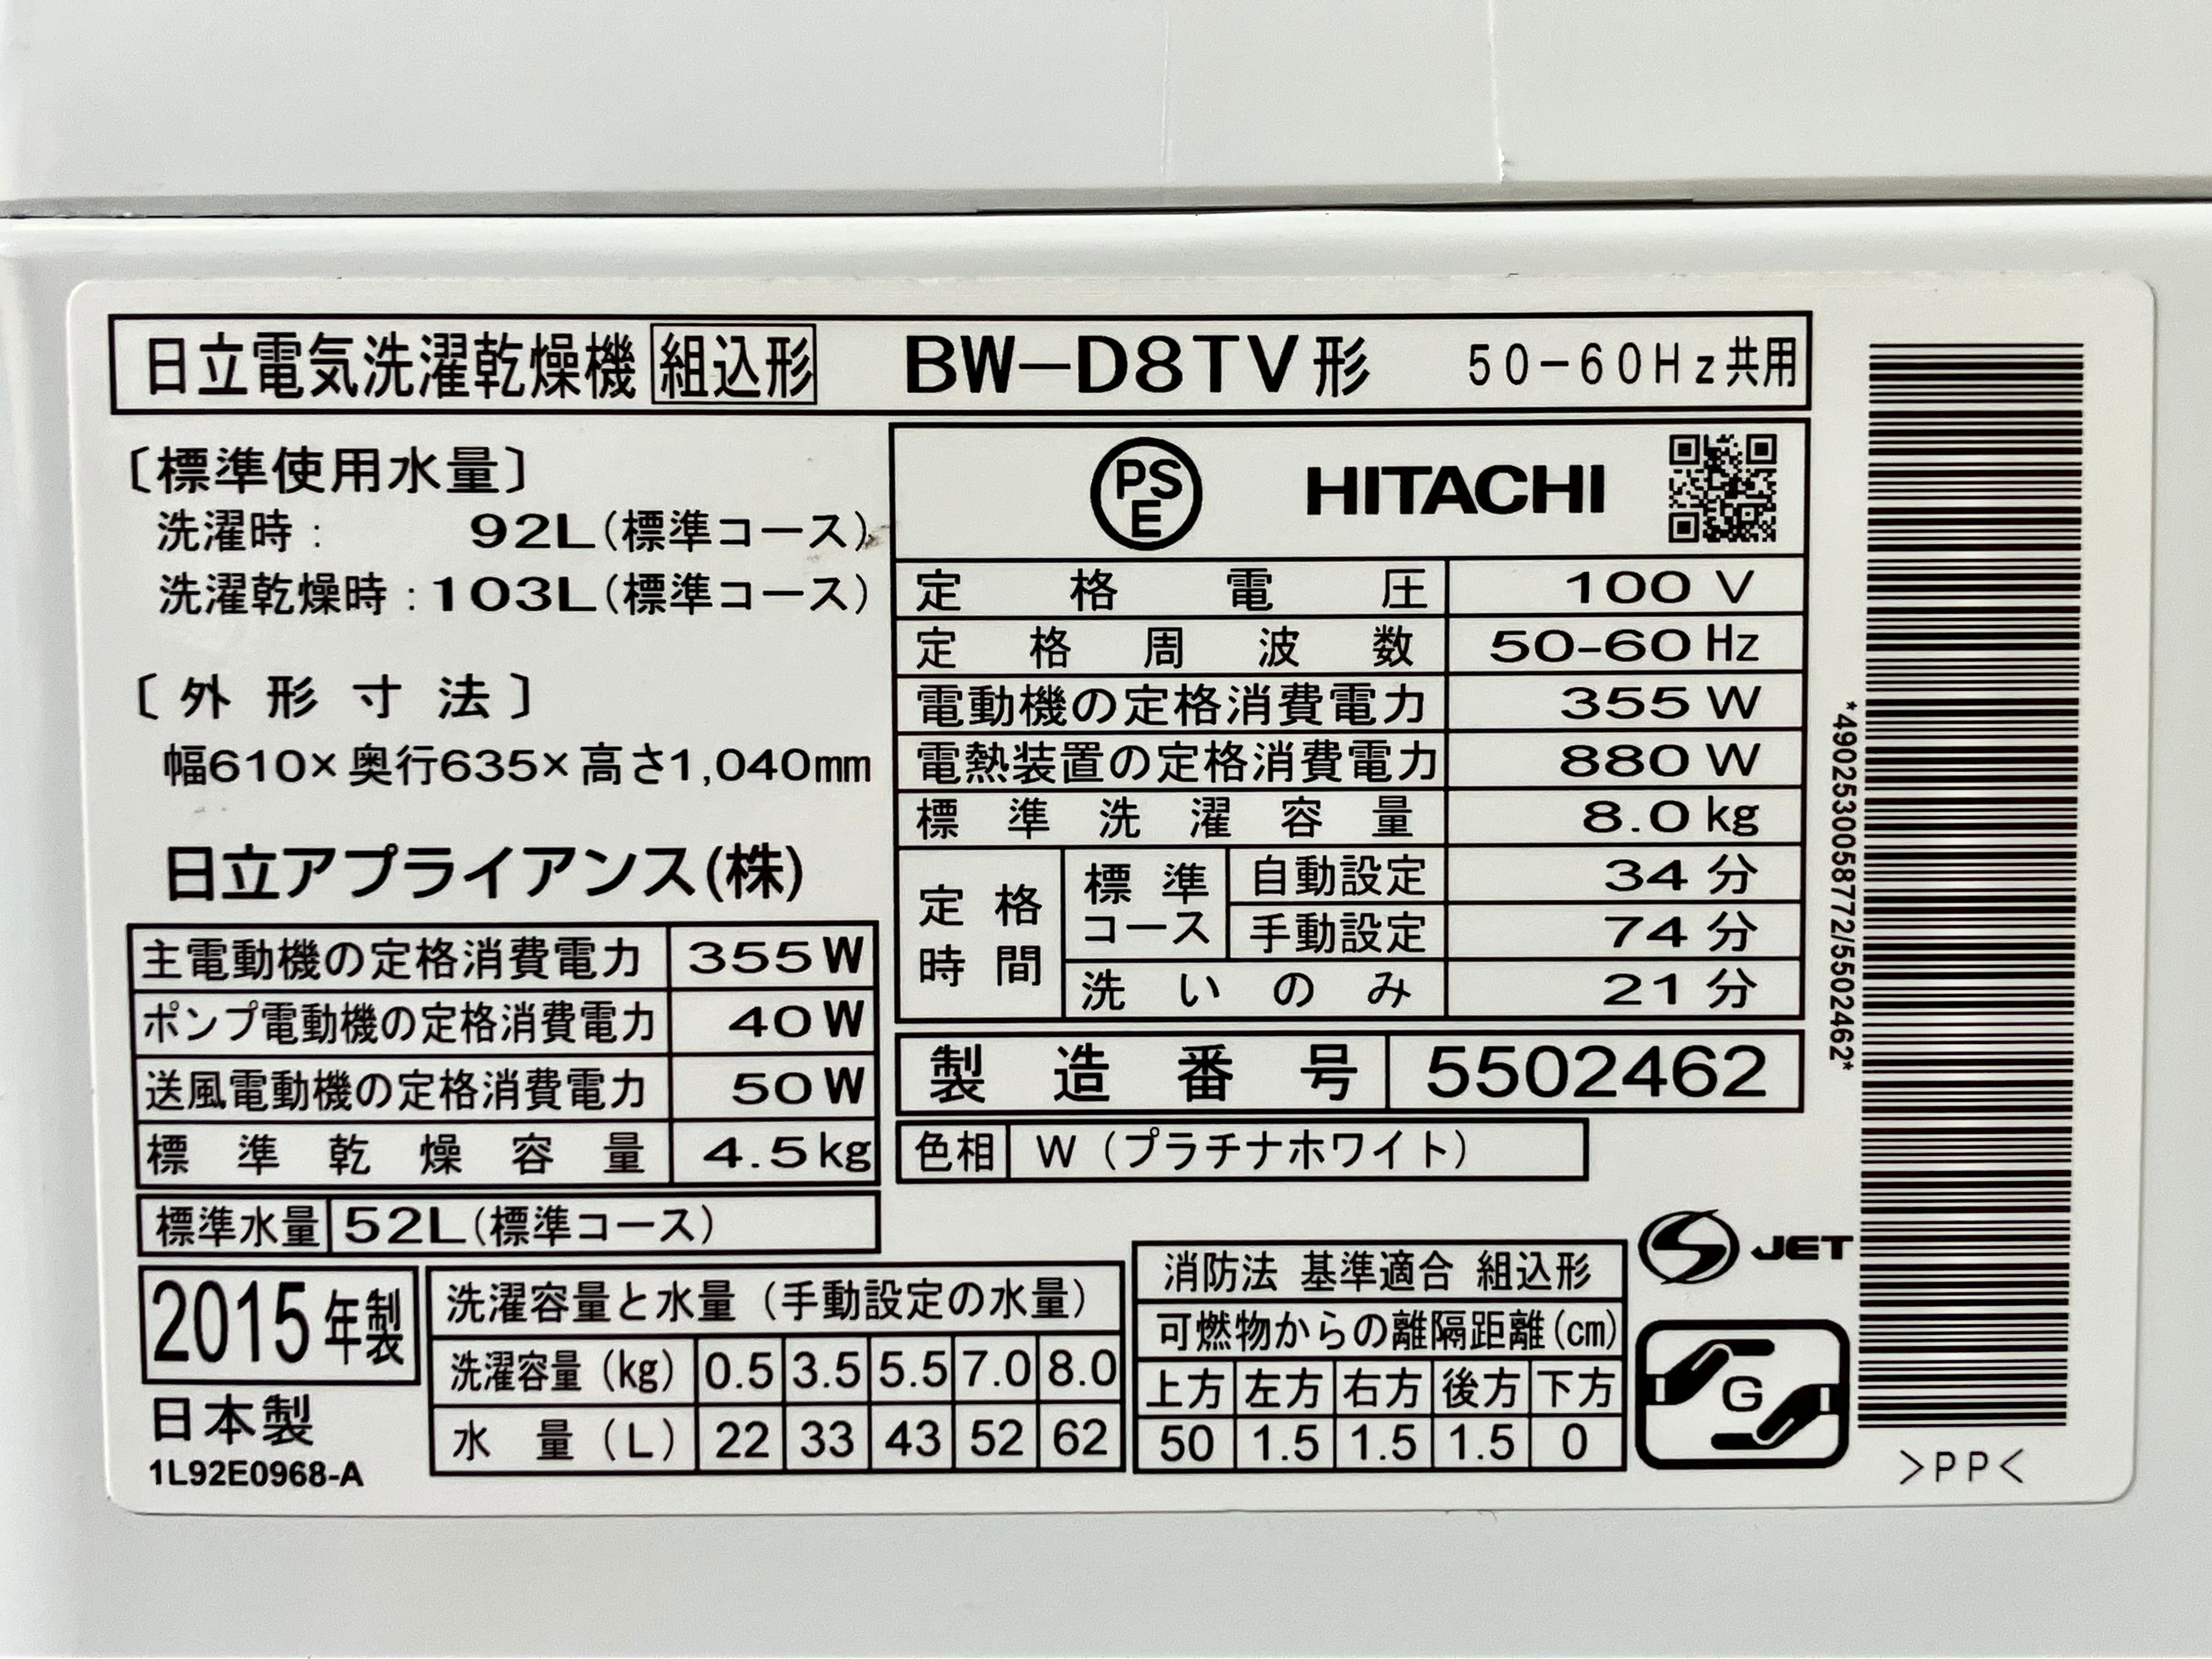 日立電気洗濯乾燥機 組込形 BW-D8TV形 50-60Hz共用
〔標準使用水量〕
洗濯時: 92L(標準コース)
洗濯乾燥時:103L(標準コース)
〔外形寸法〕
幅610×奥行635×高さ1,040mm
日立アプライアンス(株)
主電動機の定格消費電力 355W
ポンプ電動機の定格消費電力 40W
送風電動機の定格消費電力 50W
標準乾燥容量 4.5kg
標準水量 52L(標準コース)
PS
E
HITACHI
定格電圧 100 V
定格周波数 50-60 Hz
電動機の定格消費電力 355 W
電熱装置の定格消費電力 880 W
標準洗濯容量 8.0 kg
定格時間 標準コース 自動設定 34 分
手動設定 74 分
洗いのみ 21 分
製造番号 5502462
色相 W(プラチナホワイト)
2015年製
日本製
1L92E0968-A
洗濯容量と水量(手動設定の水量)
洗濯容量(kg) 0.5 3.5 5.5 7.0 8.0
水量(L) 22 33 43 52 62
消防法 基準適合 組込形
可燃物からの離隔距離(cm)
上方 左方 右方 後方 下方
50 1.5 1.5 1.5 0
S JET
G
*4902530058772/5502462*
>PP<